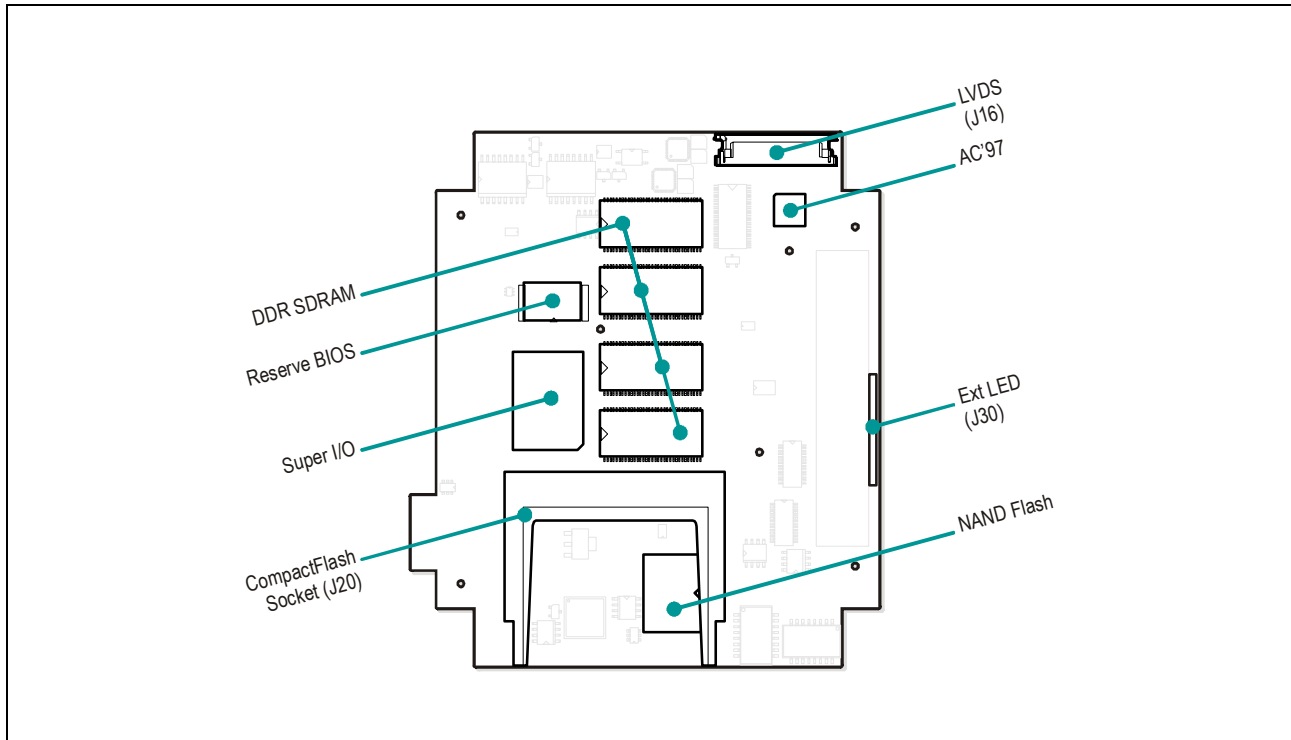 LVDS
(J16)
AC'97
DDR SDRAM
Reserve BIOS
Super I/O
CompactFlash
Socket (J20)
Ext LED
(J30)
NAND Flash